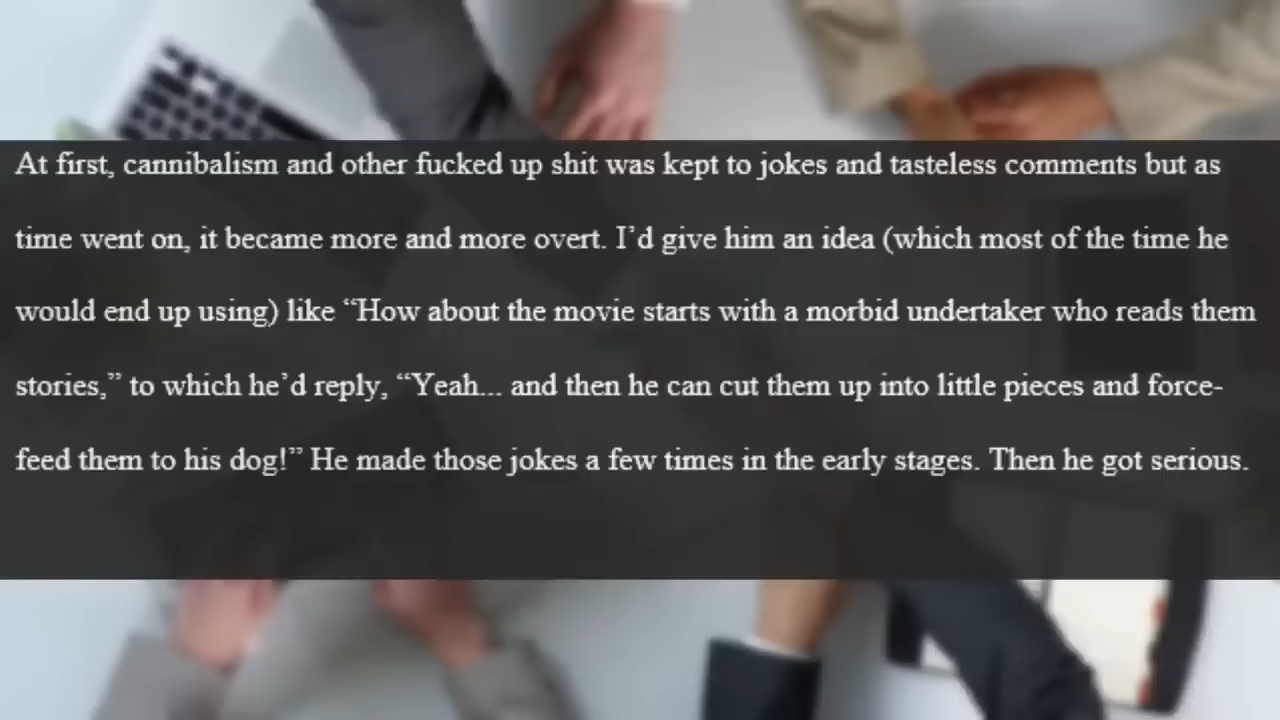 At first, cannibalism and other fucked up shit was kept to jokes and tasteless comments but as
time went on, it became more and more overt. I’d give him an idea (which most of the time he
would end up using) like “How about the movie starts with a morbid undertaker who reads them
stories,” to which he’d reply, “Yeah... and then he can cut them up into little pieces and force-
feed them to his dog!” He made those jokes a few times in the early stages. Then he got serious.